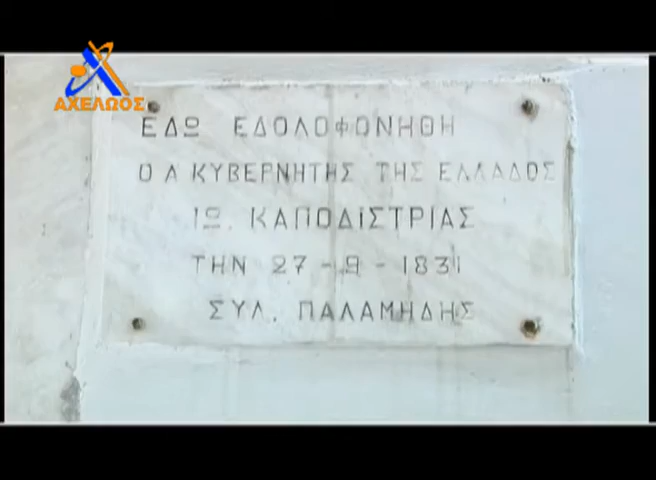 ΑΧΕΛΩΟΣ
ΕΔΩ ΕΔΟΛΟΦΟΝΗΘΗ
Ο Α ΚΥΒΕΡΝΗΤΗΣ ΤΗΣ ΕΛΛΑΔΟΣ
ΙΩ. ΚΑΠΟΔΙΣΤΡΙΑΣ
ΤΗΝ 27-9-1831
ΣΥΛ. ΠΑΛΑΜΗΔΗΣ